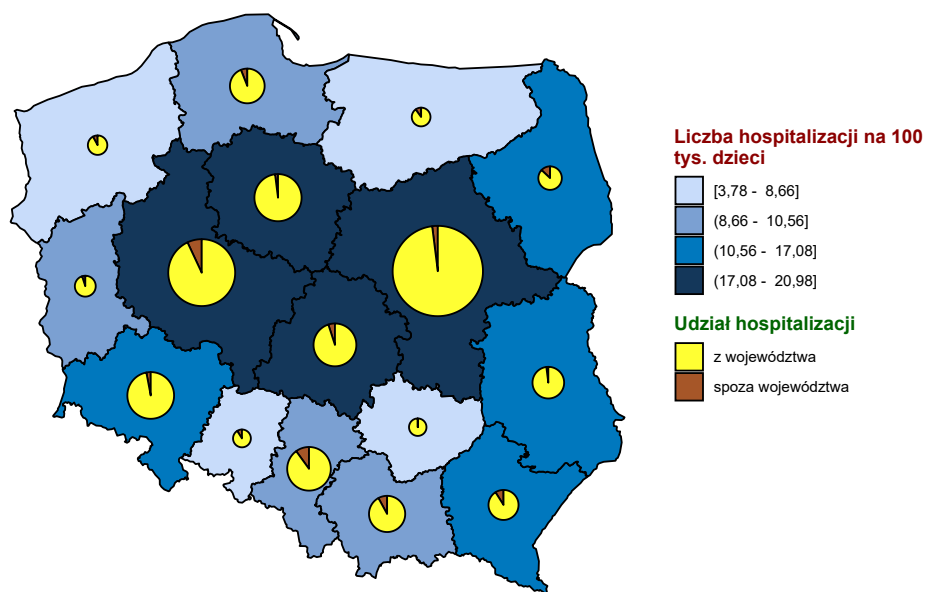 Liczba hospitalizacji na 100
tys. dzieci
[3,78 - 8,66]
(8,66 - 10,56]
(10,56 - 17,08]
(17,08 - 20,98]
Udział hospitalizacji
z województwa
spoza województwa